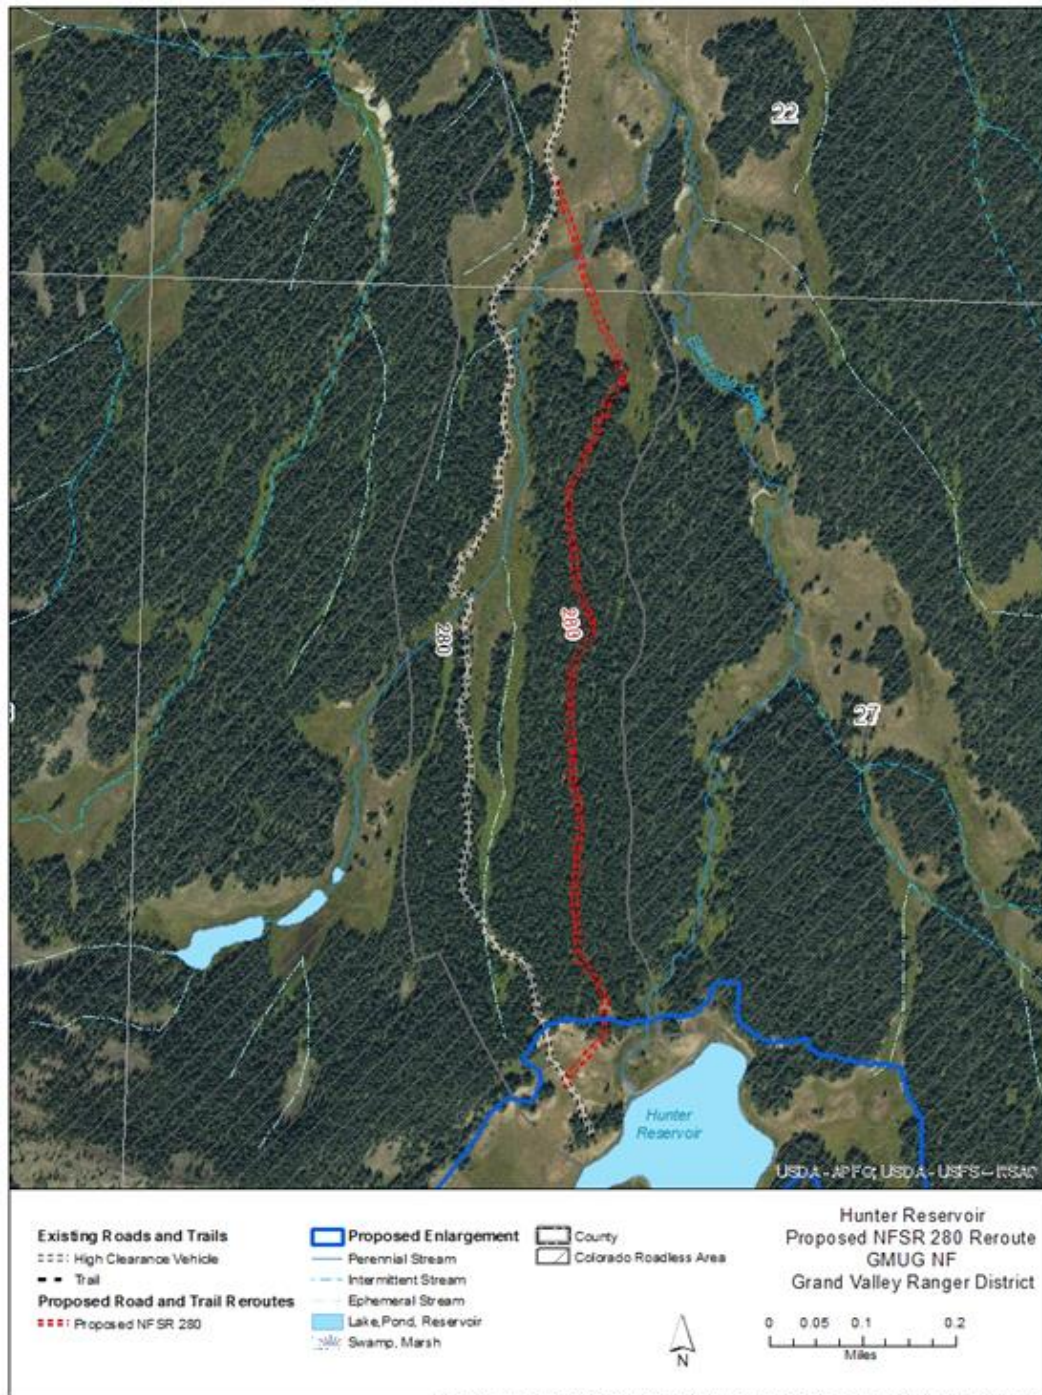 22
280
280
27
Hunter
Reservoir
USDA - APFO; USDA - USFS -- RSAC
Existing Roads and Trails
High Clearance Vehicle
Trail
Proposed Road and Trail Reroutes
Proposed NFSR 280
Proposed Enlargement
Perennial Stream
Intermittent Stream
Ephemeral Stream
Lake, Pond, Reservoir
Swamp, Marsh
County
Colorado Roadless Area
N
Hunter Reservoir
Proposed NFSR 280 Reroute
GMUG NF
Grand Valley Ranger District
0 0.05 0.1 0.2
Miles